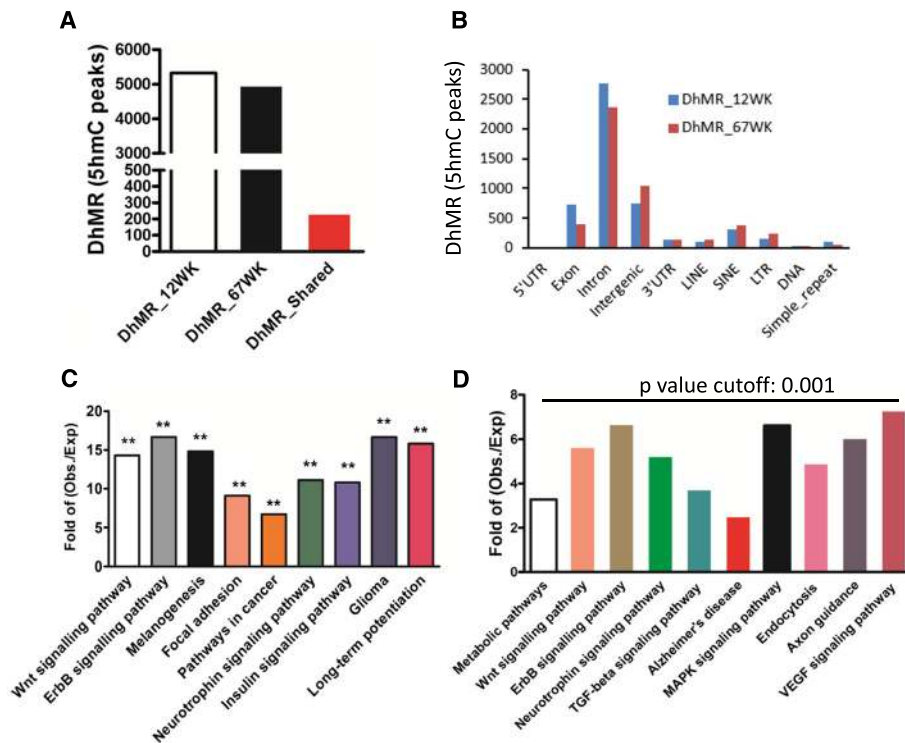 A
DhMR (5hmC peaks)
6000
5000
4000
3000
500
400
300
200
100
0
DhMR_12WK
DhMR_67WK
DhMR_Shared
B
DhMR (5hmC peaks)
3000
2500
2000
1500
1000
500
0
DhMR_12WK
DhMR_67WK
5'UTR
Exon
Intron
Intergenic
3'UTR
LINE
SINE
LTR
DNA
Simple_repeat
C
Fold of (Obs./Exp)
20
15
10
5
0
** ** ** ** ** ** ** ** **
Wnt signalling pathway
ErbB signalling pathway
Melanogenesis
Focal adhesion
Pathways in cancer
Neurotrophin signaling pathway
Insulin signaling pathway
Glioma
Long-term potentiation
D
p value cutoff: 0.001
Fold of (Obs./Exp)
8
6
4
2
0
Metabolic pathways
Wnt signalling pathway
ErbB signalling pathway
Neurotrophin signaling pathway
TGF-beta signaling pathway
Alzheimer's disease
MAPK signaling pathway
Endocytosis
Axon guidance
VEGF signaling pathway